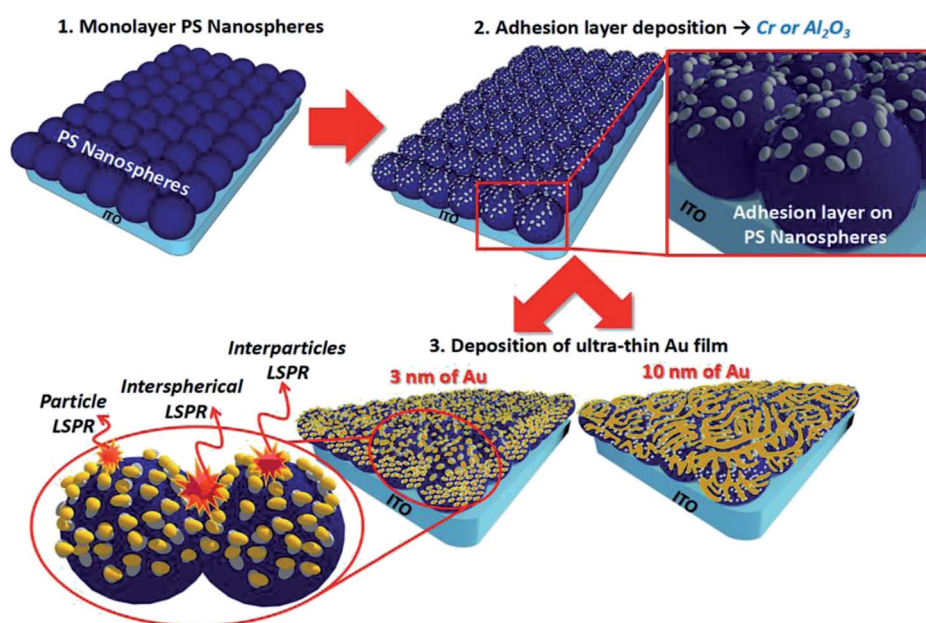 1. Monolayer PS Nanospheres
2. Adhesion layer deposition → Cr or Al₂O₃
PS Nanospheres
ITO
ITO
ITO
Adhesion layer on
PS Nanospheres
3. Deposition of ultra-thin Au film
3 nm of Au
10 nm of Au
Interparticles
LSPR
Interspherical
LSPR
Particle
LSPR
ITO
ITO